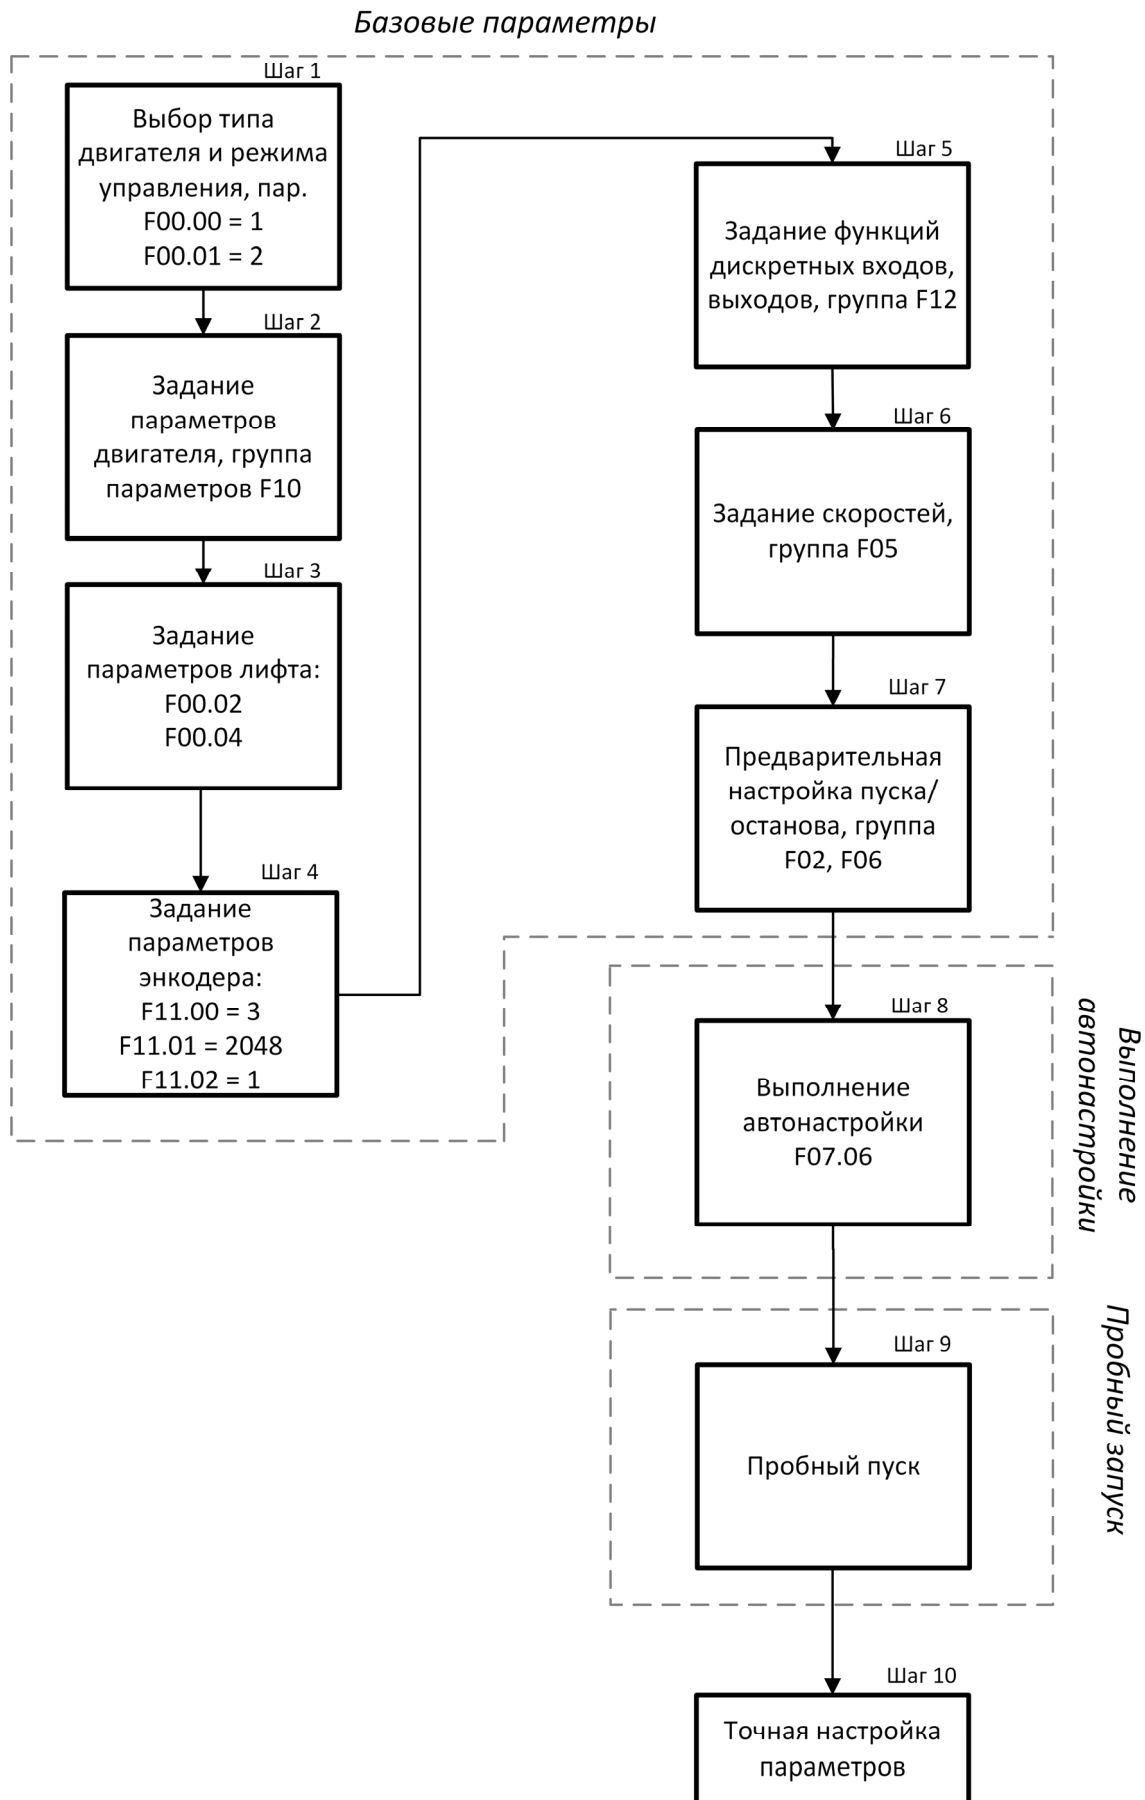 Базовые параметры
Шаг 1
Выбор типа
двигателя и режима
управления, пар.
F00.00 = 1
F00.01 = 2
Шаг 2
Задание
параметров
двигателя, группа
параметров F10
Шаг 3
Задание
параметров лифта:
F00.02
F00.04
Шаг 4
Задание
параметров
энкодера:
F11.00 = 3
F11.01 = 2048
F11.02 = 1
Шаг 5
Задание функций
дискретных входов,
выходов, группа F12
Шаг 6
Задание скоростей,
группа F05
Шаг 7
Предварительная
настройка пуска/
останова, группа
F02, F06
Выполнение
автонастройки
Шаг 8
Выполнение
автонастройки
F07.06
Пробный запуск
Шаг 9
Пробный пуск
Шаг 10
Точная настройка
параметров